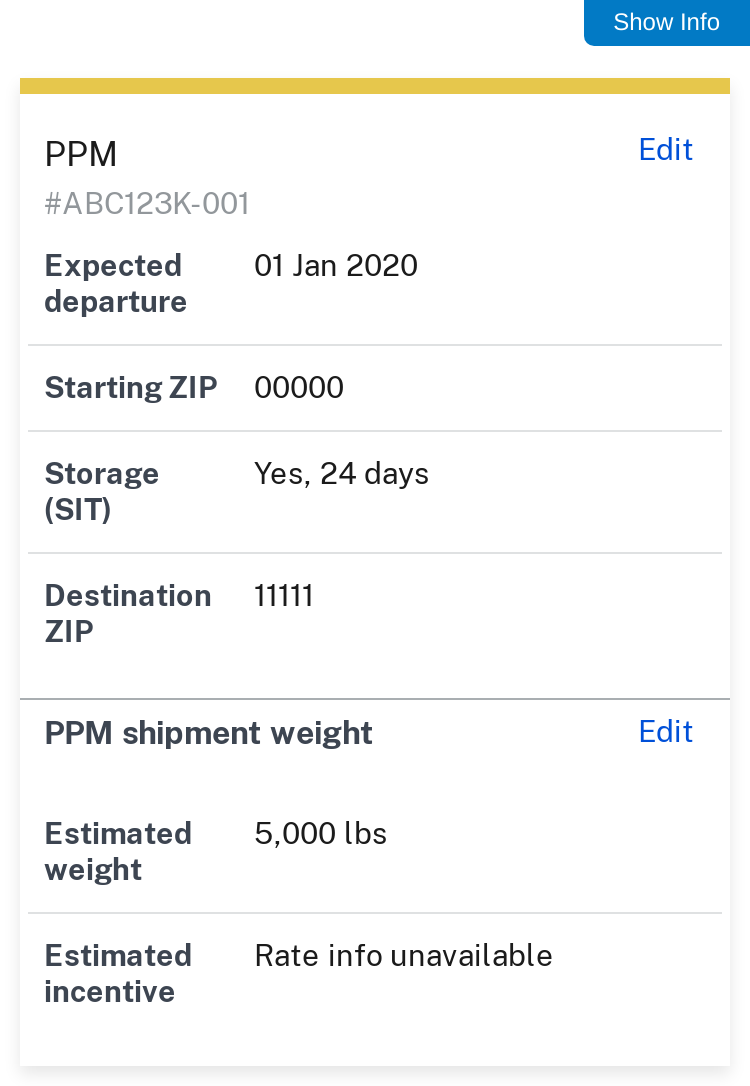 Show Info
PPM
Edit
#ABC123K-001
Expected departure
01 Jan 2020
Starting ZIP
00000
Storage (SIT)
Yes, 24 days
Destination ZIP
11111
PPM shipment weight
Edit
Estimated weight
5,000 lbs
Estimated incentive
Rate info unavailable